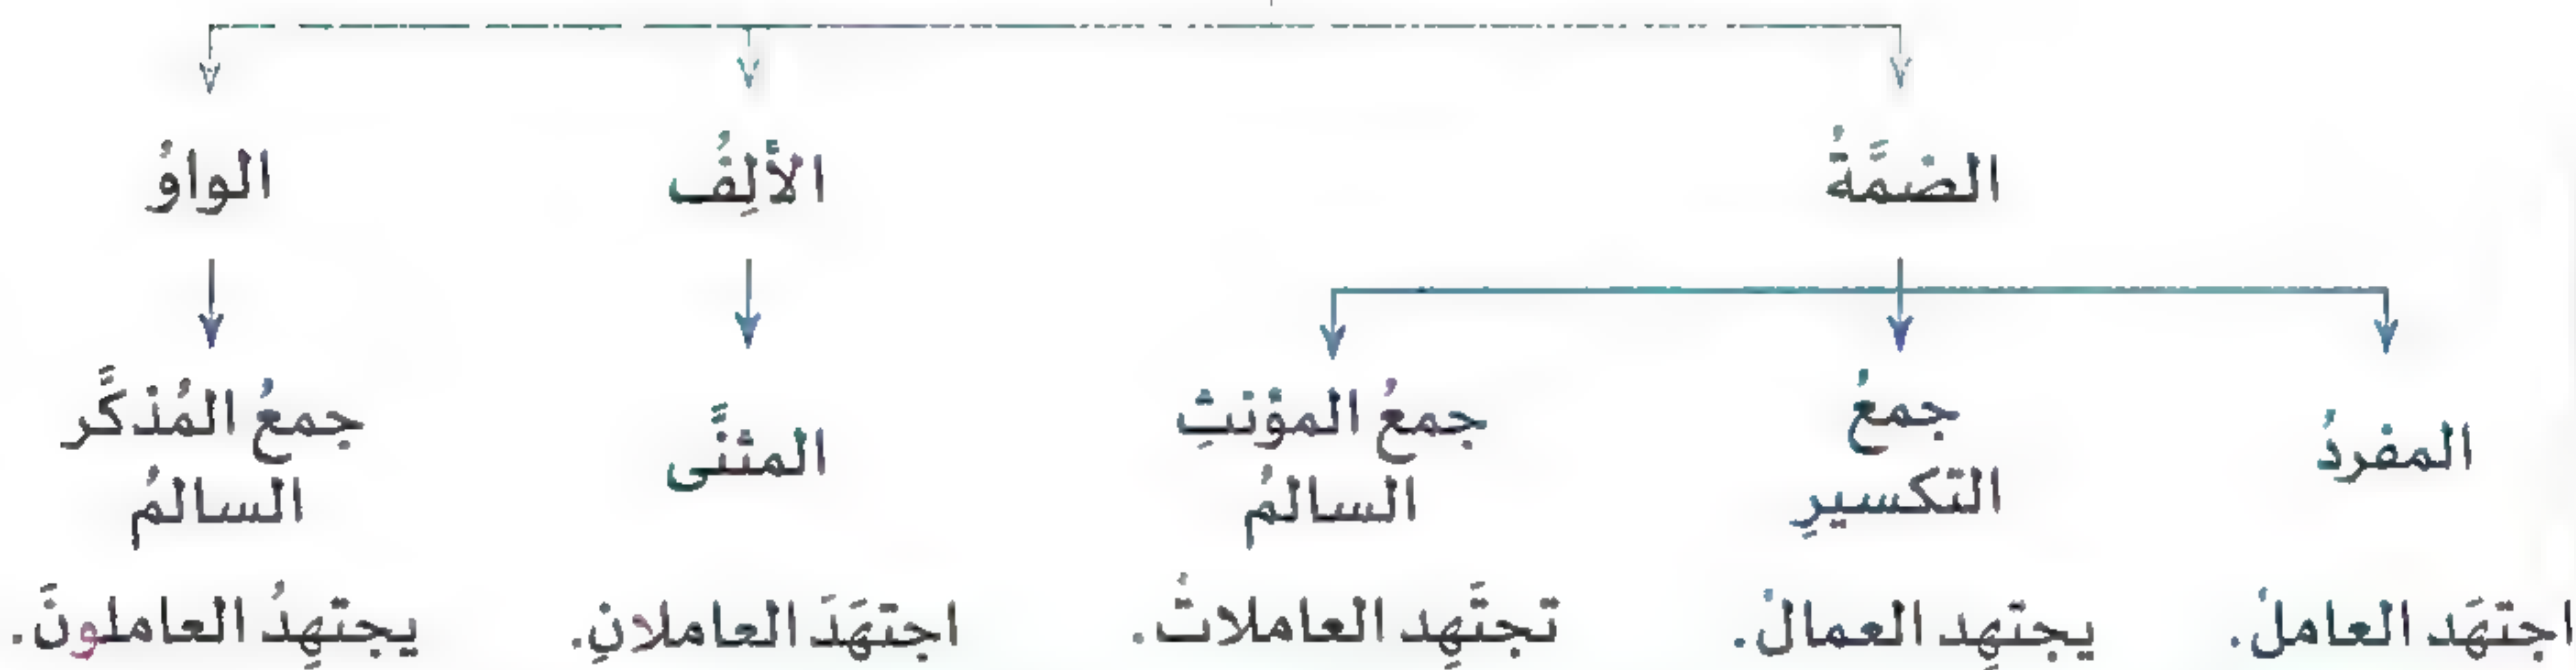 الضمَّةُ
الألِفُ
الواوُ
المفردُ
جمعُ
التكسيرِ
جمعُ المؤنثِ
السالمُ
المثنَّى
جمعُ المُذكَّر
السالمُ
اجتهَد العاملُ.
يجتهِد العمالُ.
تجتَهِد العاملاتُ.
اجتهَدَ العاملانِ.
يجتهِدُ العاملونَ.